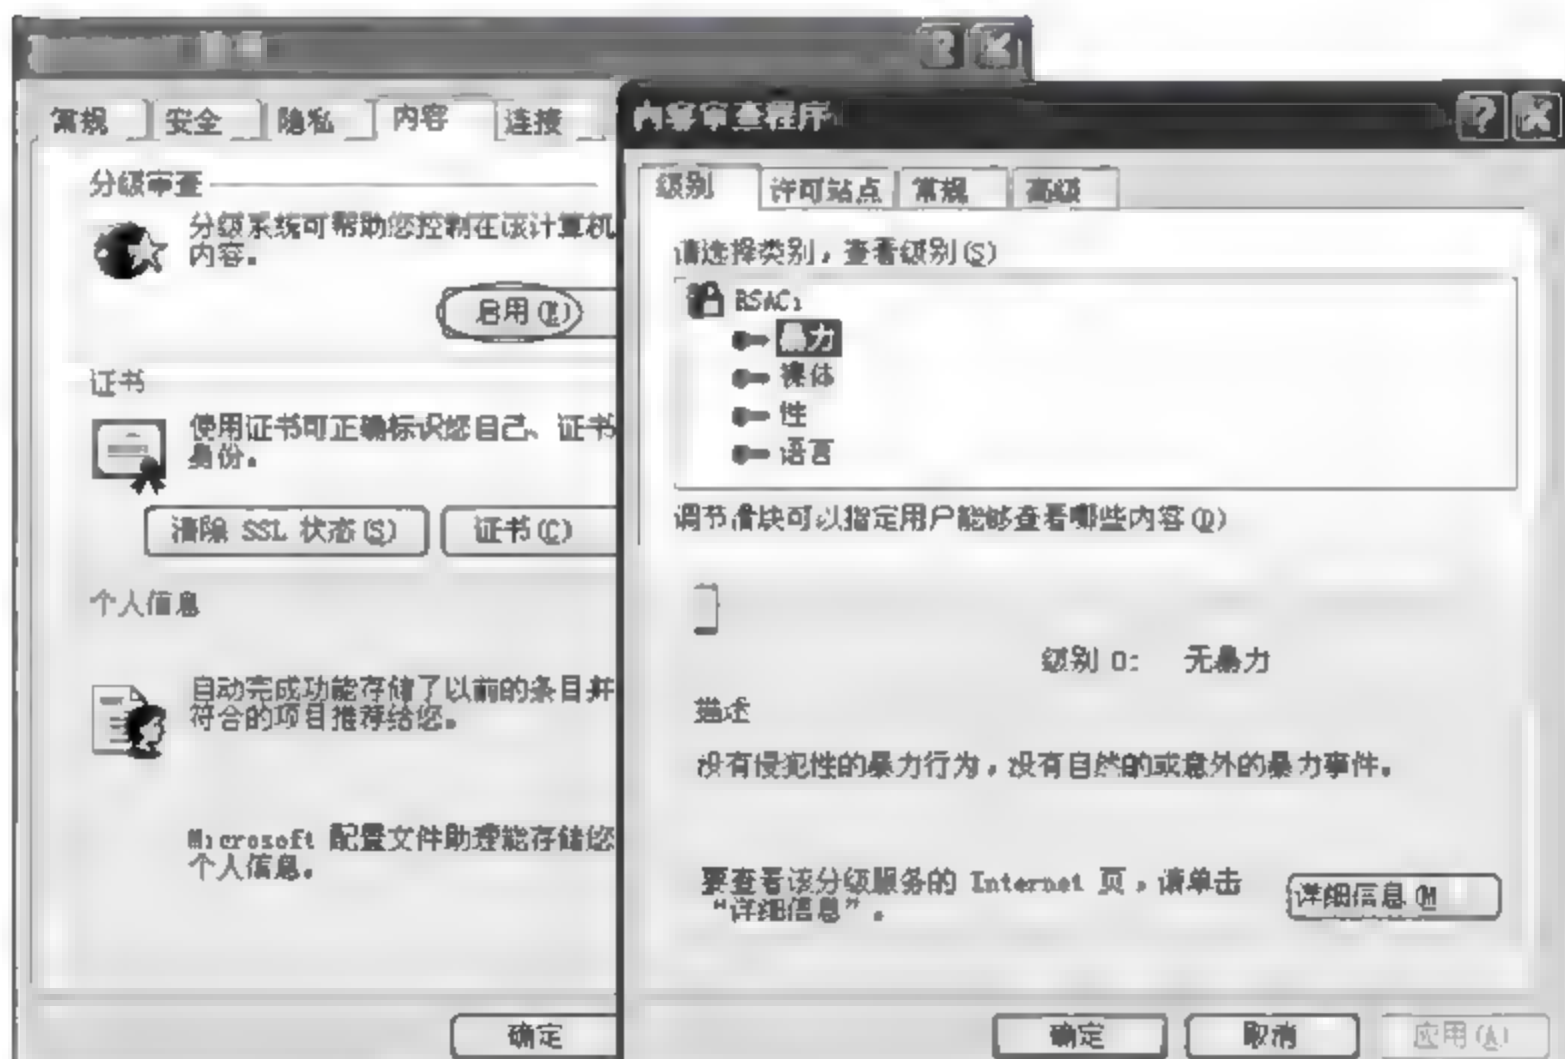 常规 安全 隐私 内容 连接
分级审查
分级系统可帮助您控制在该计算机
内容。
启用(E)
证书
使用证书可正确标识您自己、证书
身份。
清除 SSL 状态(S) 证书(C)
个人信息
自动完成功能存储了以前的条目并
符合的项目推荐给您。
Microsoft 配置文件助理能存储您
个人信息。
确定
内容审查程序
级别 许可站点 常规 高级
请选择类别，查看级别(S)
RSACi
暴力
裸体
性
语言
调节滑块可以指定用户能够查看哪些内容(D)
级别 0: 无暴力
描述
没有侵犯性的暴力行为，没有自然的或意外的暴力事件。
要查看该分级服务的 Internet 页，请单击
“详细信息”。
详细信息(M
确定 取消 应用(A)